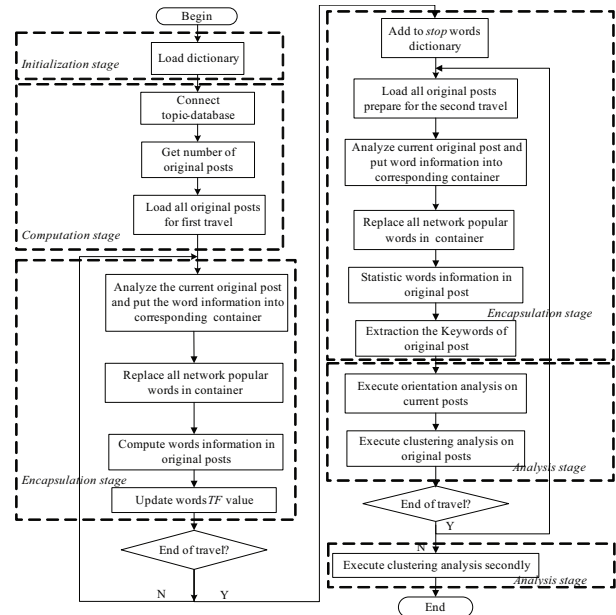 Begin
Load dictionary
Initialization stage
Connect
topic-database
Get number of
original posts
Load all original posts
for first travel
Computation stage
Analyze the current original post
and put the word information into
corresponding container
Replace all network popular
words in container
Compute words information in
original posts
Encapsulation stage
Update wordsTF value
End of travel?
N
Y
Add to stop words
dictionary
Load all original posts
prepare for the second travel
Analyze current original post and
put word information into
corresponding container
Replace all network popular
words in container
Statistic words information in
original post
Encapsulation stage
Extraction the Keywords of
original post
Execute orientation analysis on
current posts
Execute clustering analysis on
original posts
Analysis stage
End of travel?
Y
N
Execute clustering analysis secondly
Analysis stage
End